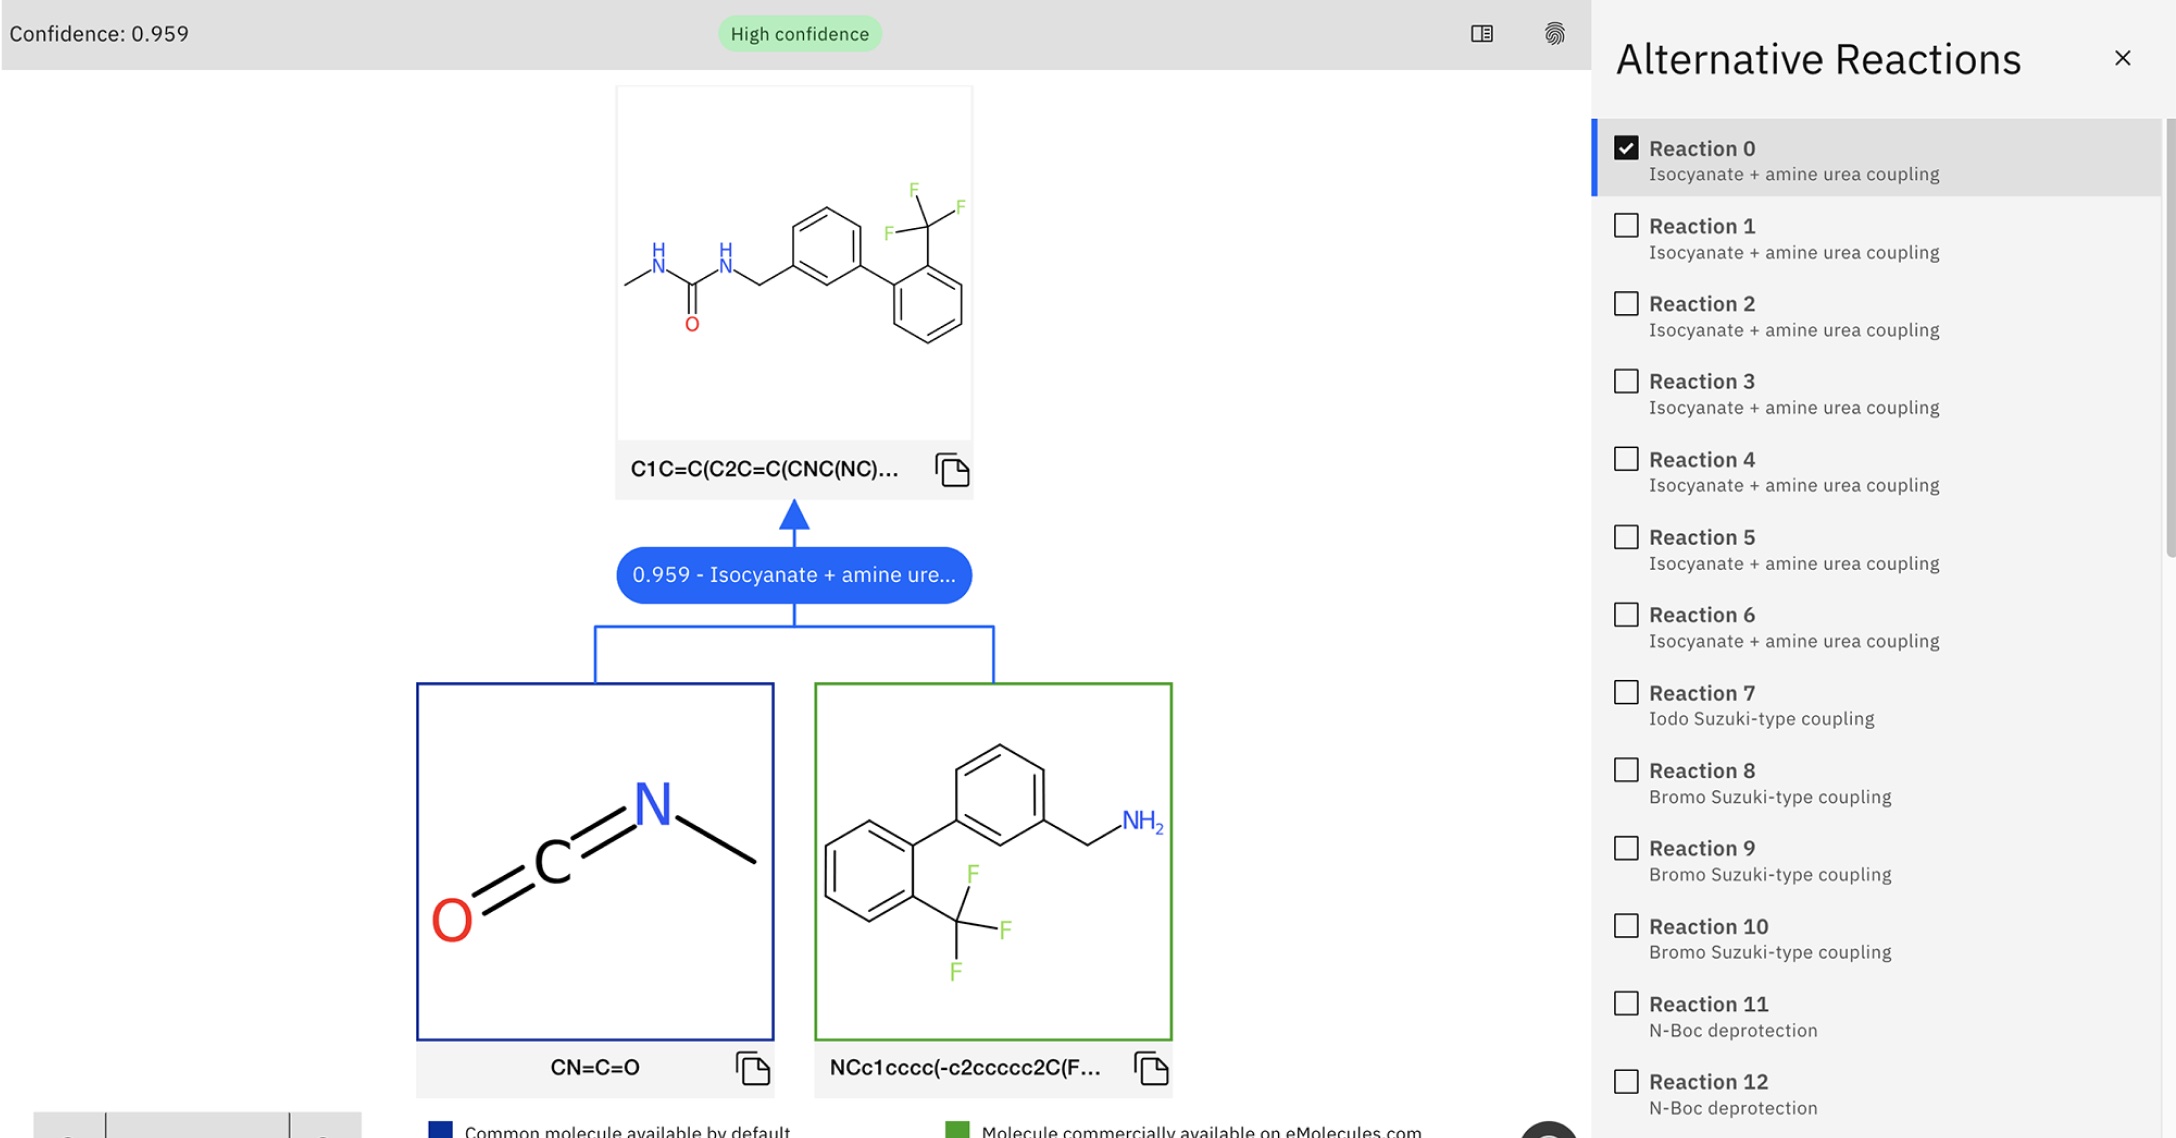 Confidence: 0.959
High confidence
F
F
F
H
N
H
N
O
C1C=C(C2C=C(CNC(NC)...
0.959 - Isocyanate + amine ure...
N
C
O
NH2
F
F
F
CN=C=O
NCc1cccc(-c2ccccc2C(F...
Common molecule available by default
Molecule commercially available on eMolecules.com
Alternative Reactions
Reaction 0
Isocyanate + amine urea coupling
Reaction 1
Isocyanate + amine urea coupling
Reaction 2
Isocyanate + amine urea coupling
Reaction 3
Isocyanate + amine urea coupling
Reaction 4
Isocyanate + amine urea coupling
Reaction 5
Isocyanate + amine urea coupling
Reaction 6
Isocyanate + amine urea coupling
Reaction 7
Iodo Suzuki-type coupling
Reaction 8
Bromo Suzuki-type coupling
Reaction 9
Bromo Suzuki-type coupling
Reaction 10
Bromo Suzuki-type coupling
Reaction 11
N-Boc deprotection
Reaction 12
N-Boc deprotection